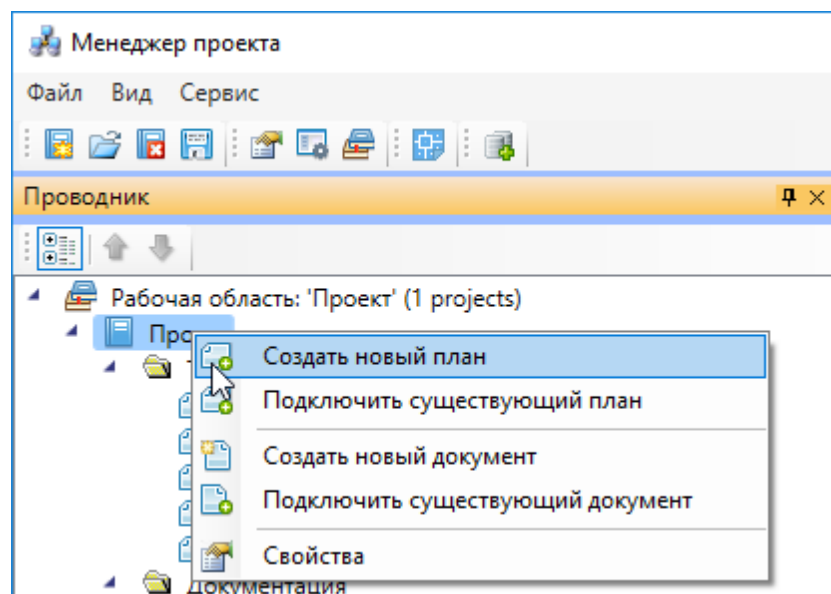 Менеджер проекта
Файл Вид Сервис
Проводник
Рабочая область: 'Проект' (1 projects)
Создать новый план
Подключить существующий план
Создать новый документ
Подключить существующий документ
Свойства
Документация